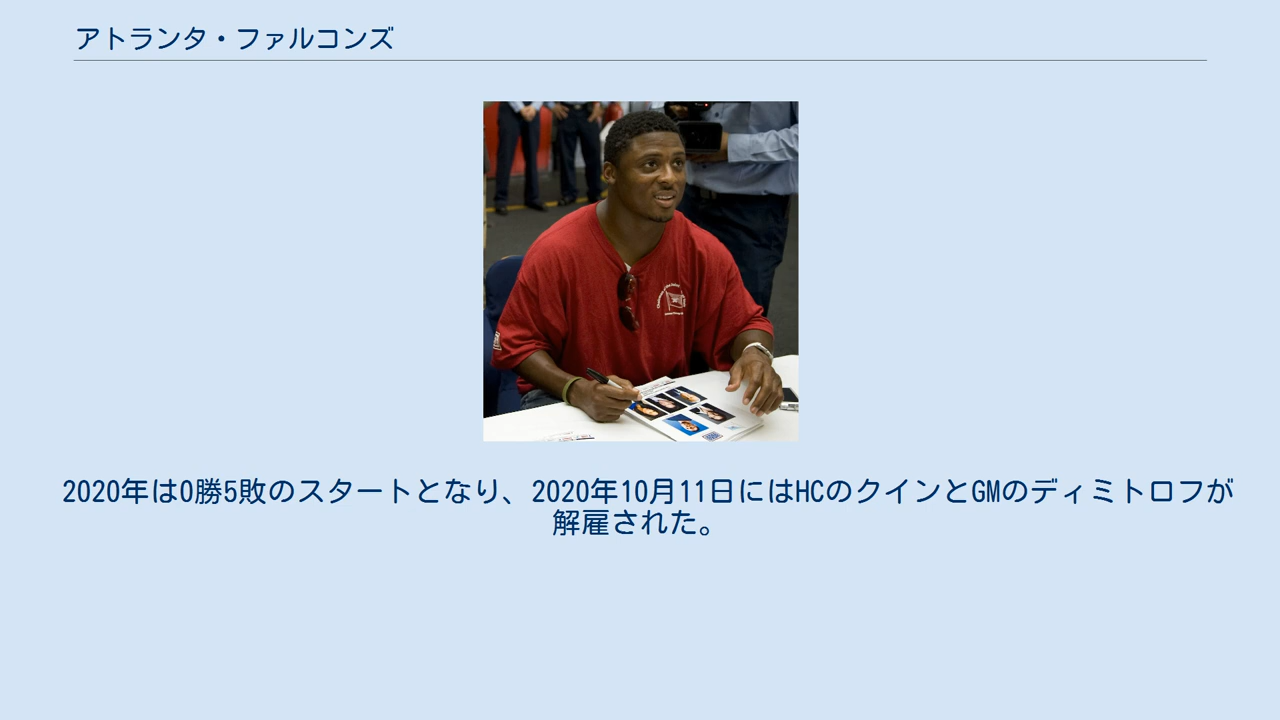 アトランタ・ファルコンズ
2020年は0勝5敗のスタートとなり、2020年10月11日にはHCのクインとGMのディミトロフが
解雇された。